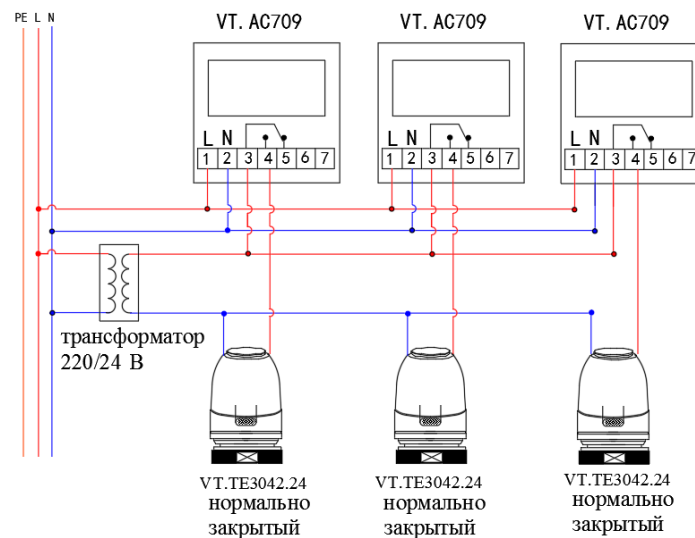 PE L N
VT. AC709 VT. AC709 VT. AC709
L N L N L N
1 2 3 4 5 6 7 1 2 3 4 5 6 7 1 2 3 4 5 6 7
трансформатор
220/24 В
VT.TE3042.24 VT.TE3042.24 VT.TE3042.24
нормально нормально нормально
закрытый закрытый закрытый